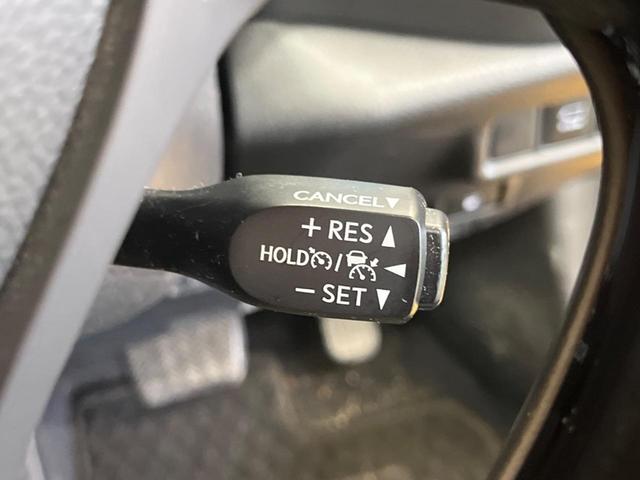 CANCEL▼
+ RES ▲
HOLD / ◀
− SET ▼